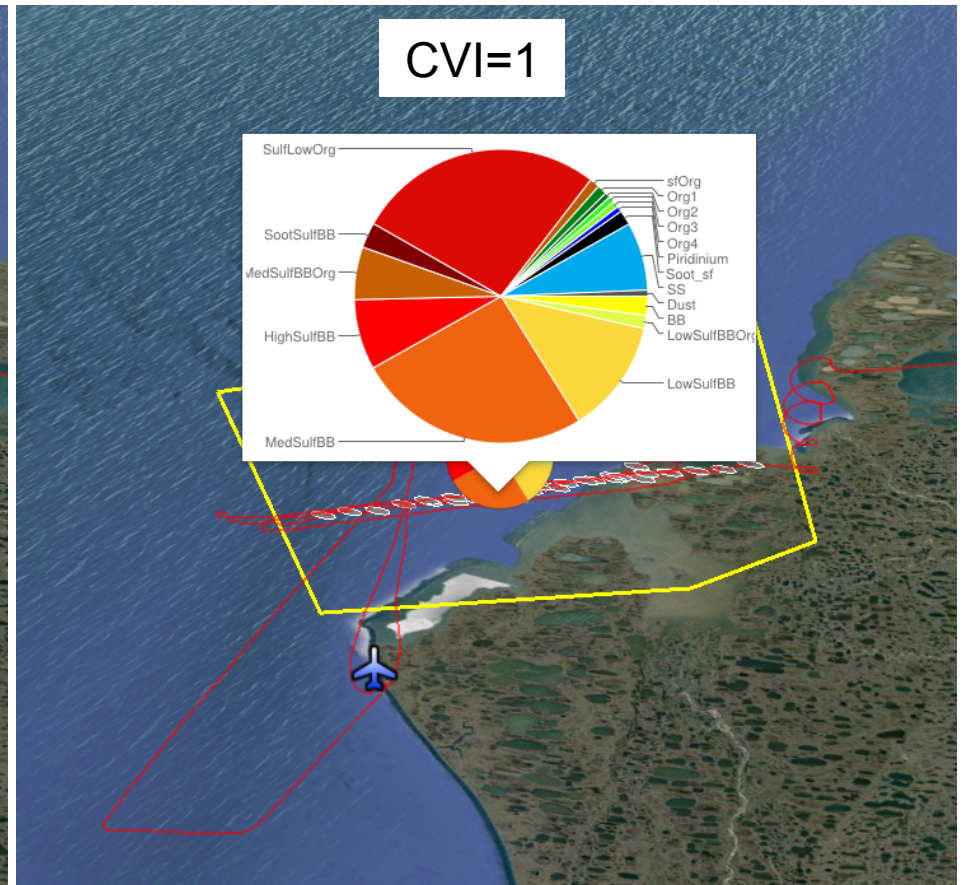 CVI=1
SulfLowOrg
SootSulfBB
MedSulfBBOrg
HighSulfBB
MedSulfBB
sfOrg
Org1
Org2
Org3
Org4
Piridinium
Soot_sf
SS
Dust
BB
LowSulfBBOrg
LowSulfBB